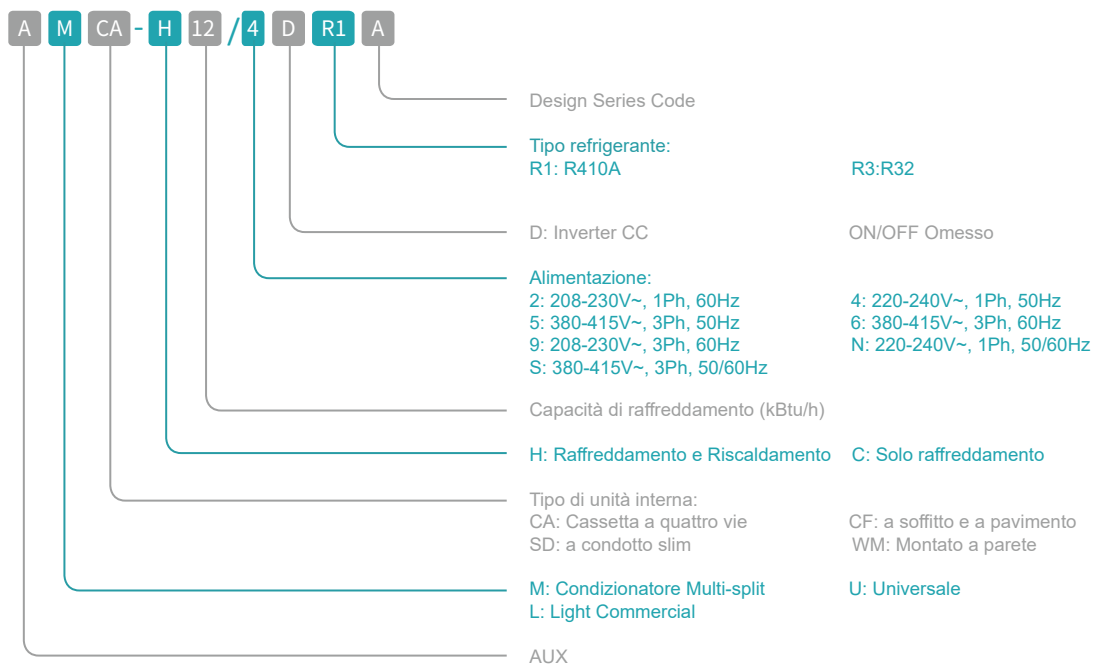 A M CA - H 12 / 4 D R1 A
Design Series Code
Tipo refrigerante:
R1: R410A R3:R32
D: Inverter CC ON/OFF Omesso
Alimentazione:
2: 208-230V~, 1Ph, 60Hz 4: 220-240V~, 1Ph, 50Hz
5: 380-415V~, 3Ph, 50Hz 6: 380-415V~, 3Ph, 60Hz
9: 208-230V~, 3Ph, 60Hz N: 220-240V~, 1Ph, 50/60Hz
S: 380-415V~, 3Ph, 50/60Hz
Capacità di raffreddamento (kBtu/h)
H: Raffreddamento e Riscaldamento C: Solo raffreddamento
Tipo di unità interna:
CA: Cassetta a quattro vie CF: a soffitto e a pavimento
SD: a condotto slim WM: Montato a parete
M: Condizionatore Multi-split U: Universale
L: Light Commercial
AUX